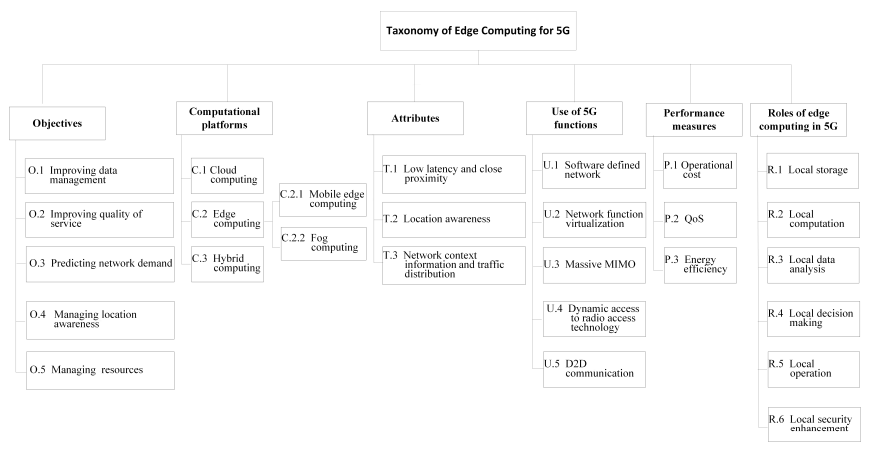 Taxonomy of Edge Computing for 5G
Objectives
O.1 Improving data
management
O.2 Improving quality of
service
O.3 Predicting network demand
O.4 Managing location
awareness
O.5 Managing resources
Computational
platforms
C.1 Cloud
computing
C.2 Edge
computing
C.3 Hybrid
computing
C.2.1 Mobile edge
computing
C.2.2 Fog
computing
Attributes
T.1 Low latency and close
proximity
T.2 Location awareness
T.3 Network context
information and traffic
distribution
Use of 5G
functions
U.1 Software defined
network
U.2 Network function
virtualization
U.3 Massive MIMO
U.4 Dynamic access
to radio access
technology
U.5 D2D
communication
Performance
measures
P.1 Operational
cost
P.2 QoS
P.3 Energy
efficiency
Roles of edge
computing in 5G
R.1 Local storage
R.2 Local
computation
R.3 Local data
analysis
R.4 Local decision
making
R.5 Local
operation
R.6 Local security
enhancement